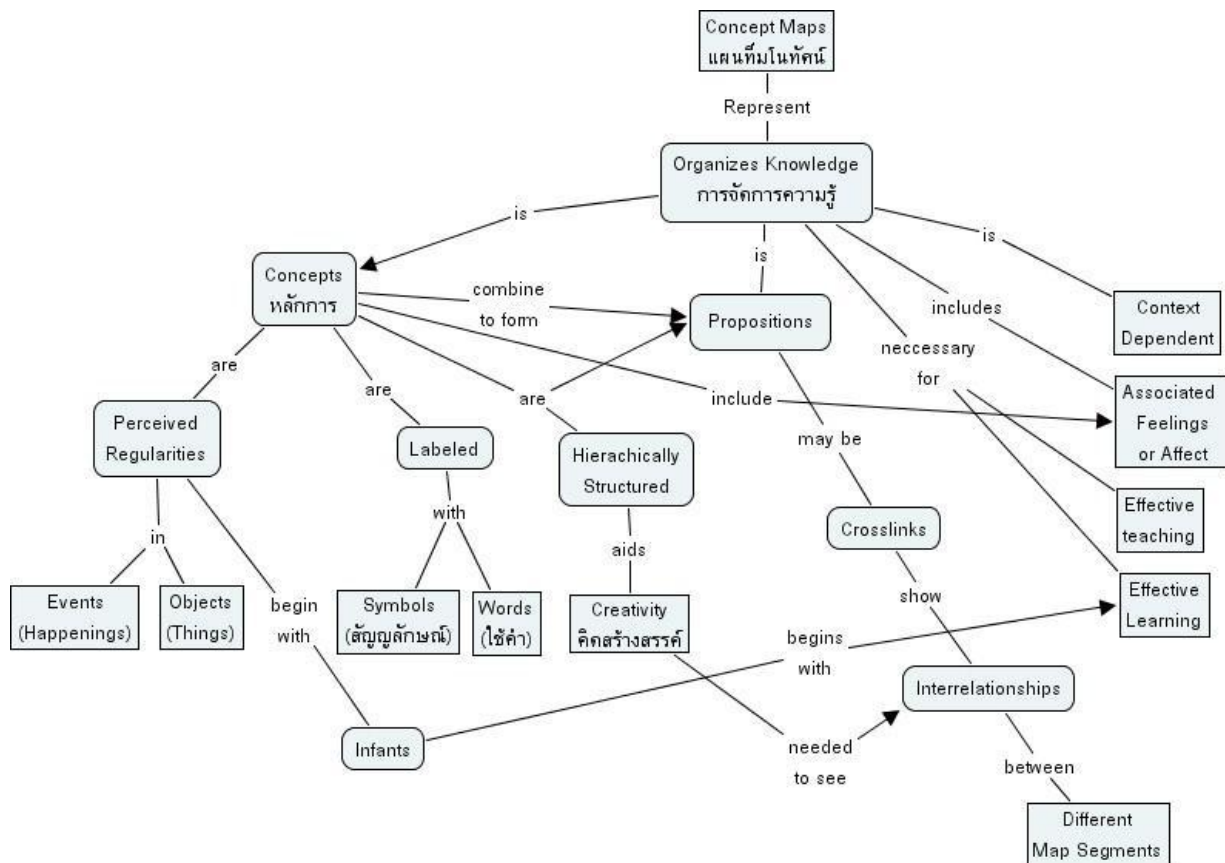 Concept Maps
แผนที่มโนทัศน์
Represent
Organizes Knowledge
การจัดการความรู้
is
is
is
Concepts
หลักการ
combine
to form
Propositions
includes
Context
Dependent
neccessary
for
are
are
are
include
Associated
Feelings
or Affect
Perceived
Regularities
Labeled
Hierachically
Structured
may be
Effective
teaching
in
with
aids
Crosslinks
Events
(Happenings)
Objects
(Things)
begin
with
Symbols
(สัญญลักษณ์)
Words
(ใช้คำ)
Creativity
คิดสร้างสรรค์
show
Effective
Learning
begins
with
Interrelationships
Infants
needed
to see
between
Different
Map Segments